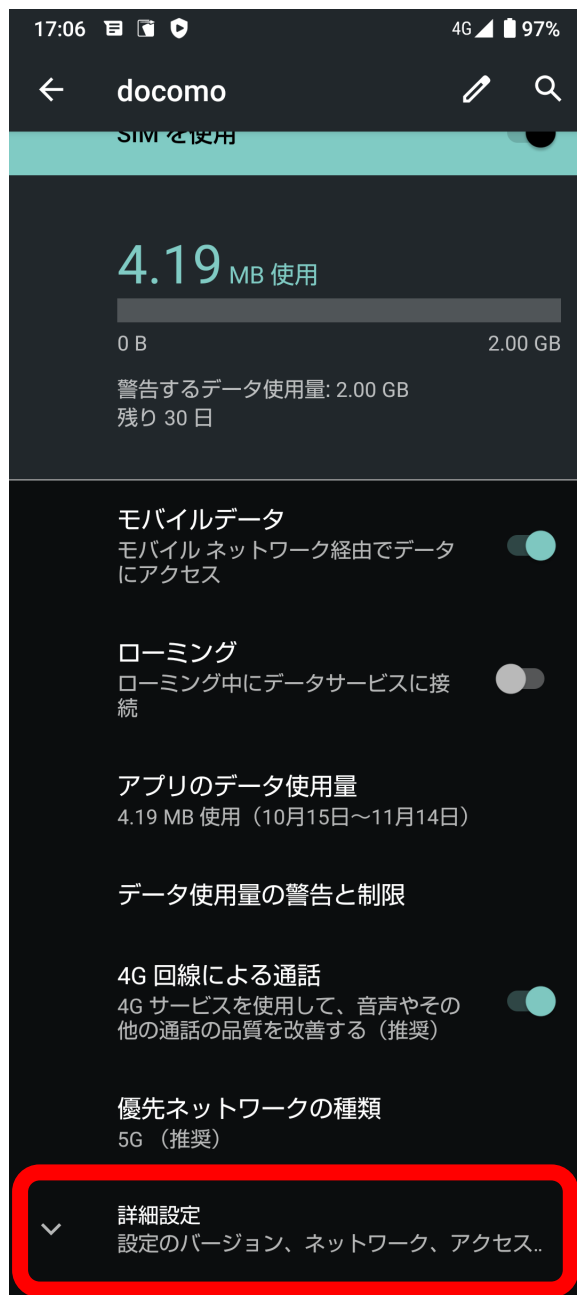 17:06
4G 97%
docomo
SIM を使用
4.19 MB 使用
0 B 2.00 GB
警告するデータ使用量: 2.00 GB
残り 30 日
モバイルデータ
モバイル ネットワーク経由でデータ
にアクセス
ローミング
ローミング中にデータサービスに接
続
アプリのデータ使用量
4.19 MB 使用（10月15日～11月14日）
データ使用量の警告と制限
4G 回線による通話
4G サービスを使用して、音声やその
他の通話の品質を改善する（推奨）
優先ネットワークの種類
5G （推奨）
詳細設定
設定のバージョン、ネットワーク、アクセス..